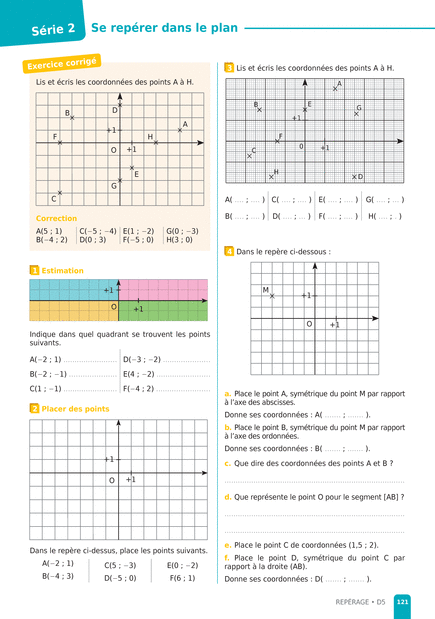 Série 2
Se repérer dans le plan
Exercice corrigé
Lis et écris les coordonnées des points A à H.
D
B
A
+1
F
H
O
+1
E
G
C
Correction
A(5 ; 1)
C(−5 ; −4)
E(1 ; −2)
G(0 ; −3)
B(−4 ; 2)
D(0 ; 3)
F(−5 ; 0)
H(3 ; 0)
1 Estimation
+1
O
+1
Indique dans quel quadrant se trouvent les points
suivants.
A(−2 ; 1) ........................
D(−3 ; −2) ........................
B(−2 ; −1) ........................
E(4 ; −2) ........................
C(1 ; −1) ........................
F(−4 ; 2) ........................
2 Placer des points
+1
O
+1
Dans le repère ci-dessus, place les points suivants.
A(−2 ; 1)
C(5 ; −3)
E(0 ; −2)
B(−4 ; 3)
D(−5 ; 0)
F(6 ; 1)
3 Lis et écris les coordonnées des points A à H.
A
B
E
G
+1
F
0
+1
C
H
D
A( .... ; .... )
C( .... ; .... )
E( .... ; .... )
G( .... ; .... )
B( .... ; .... )
D( .... ; .... )
F( .... ; .... )
H( .... ; .. )
4 Dans le repère ci-dessous :
M
+1
O
+1
a. Place le point A, symétrique du point M par rapport
à l'axe des abscisses.
Donne ses coordonnées : A( ....... ; ....... ).
b. Place le point B, symétrique du point M par rapport
à l'axe des ordonnées.
Donne ses coordonnées : B( ....... ; ....... ).
c. Que dire des coordonnées des points A et B ?
d. Que représente le point O pour le segment [AB] ?
e. Place le point C de coordonnées (1,5 ; 2).
f. Place le point D, symétrique du point C par
rapport à la droite (AB).
Donne ses coordonnées : D( ....... ; ....... ).
REPÉRAGE • D5
121